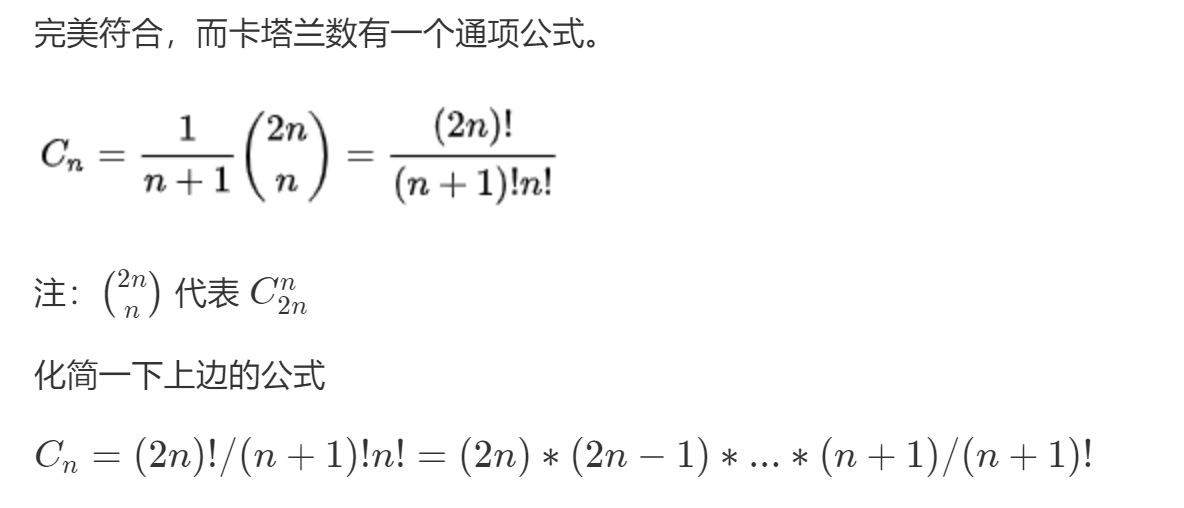 完美符合，而卡塔兰数有一个通项公式。
$C_n = \frac{1}{n+1}\binom{2n}{n} = \frac{(2n)!}{(n+1)!n!}$
注：$\binom{2n}{n}$ 代表 $C_{2n}^{n}$
化简一下上边的公式
$C_n = (2n)!/(n+1)!n! = (2n)*(2n-1)*...*(n+1)/(n+1)!$